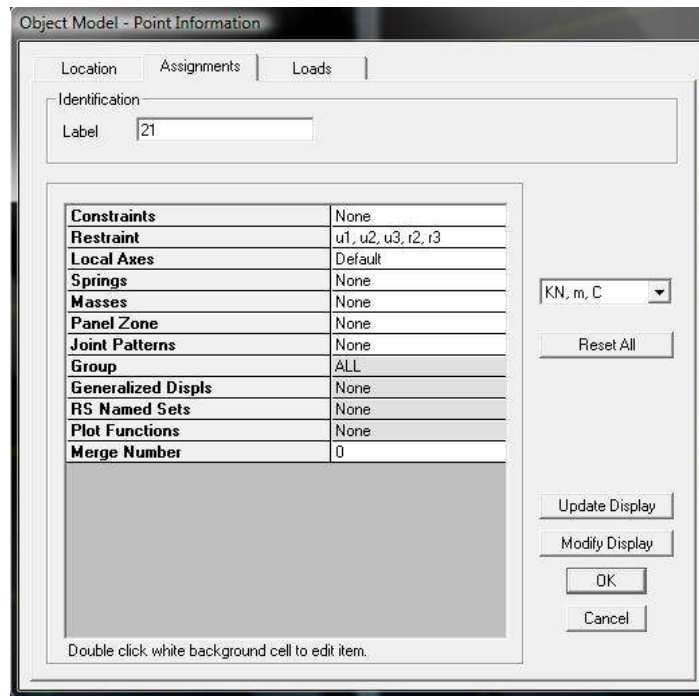 Object Model - Point Information
Location Assignments Loads
Identification
Label 21
Constraints None
Restraint u1, u2, u3, r2, r3
Local Axes Default
Springs None
Masses None
Panel Zone None
Joint Patterns None
Group ALL
Generalized Displs None
RS Named Sets None
Plot Functions None
Merge Number 0
KN, m, C
Reset All
Update Display
Modify Display
OK
Cancel
Double click white background cell to edit item.